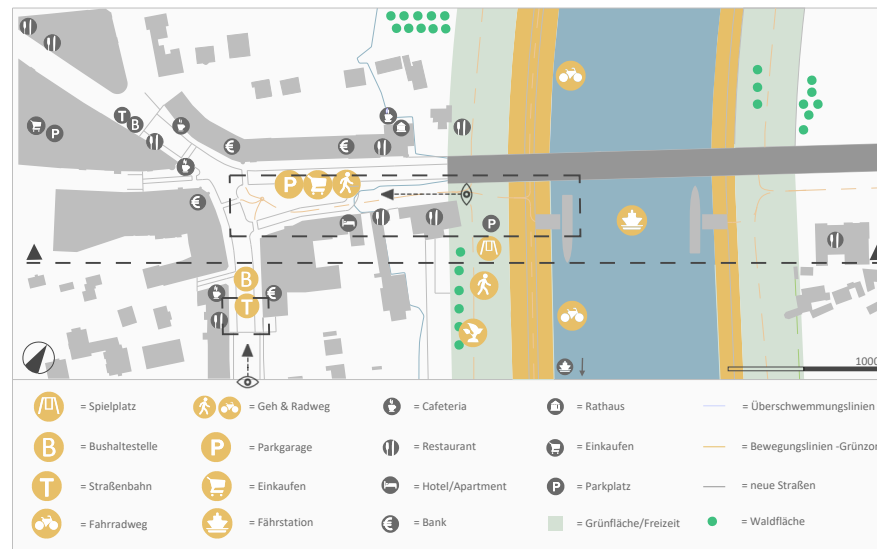 T
B
P
P
P
B
T
1000
= Spielplatz
= Geh & Radweg
= Cafeteria
= Rathaus
= Überschwemmungslinien
B = Bushaltestelle
P = Parkgarage
= Restaurant
= Einkaufen
= Bewegungslinien -Grünzon
T = Straßenbahn
= Einkaufen
= Hotel/Apartment
P = Parkplatz
= neue Straßen
= Fahrradweg
= Fährstation
€ = Bank
= Grünfläche/Freizeit
= Waldfläche